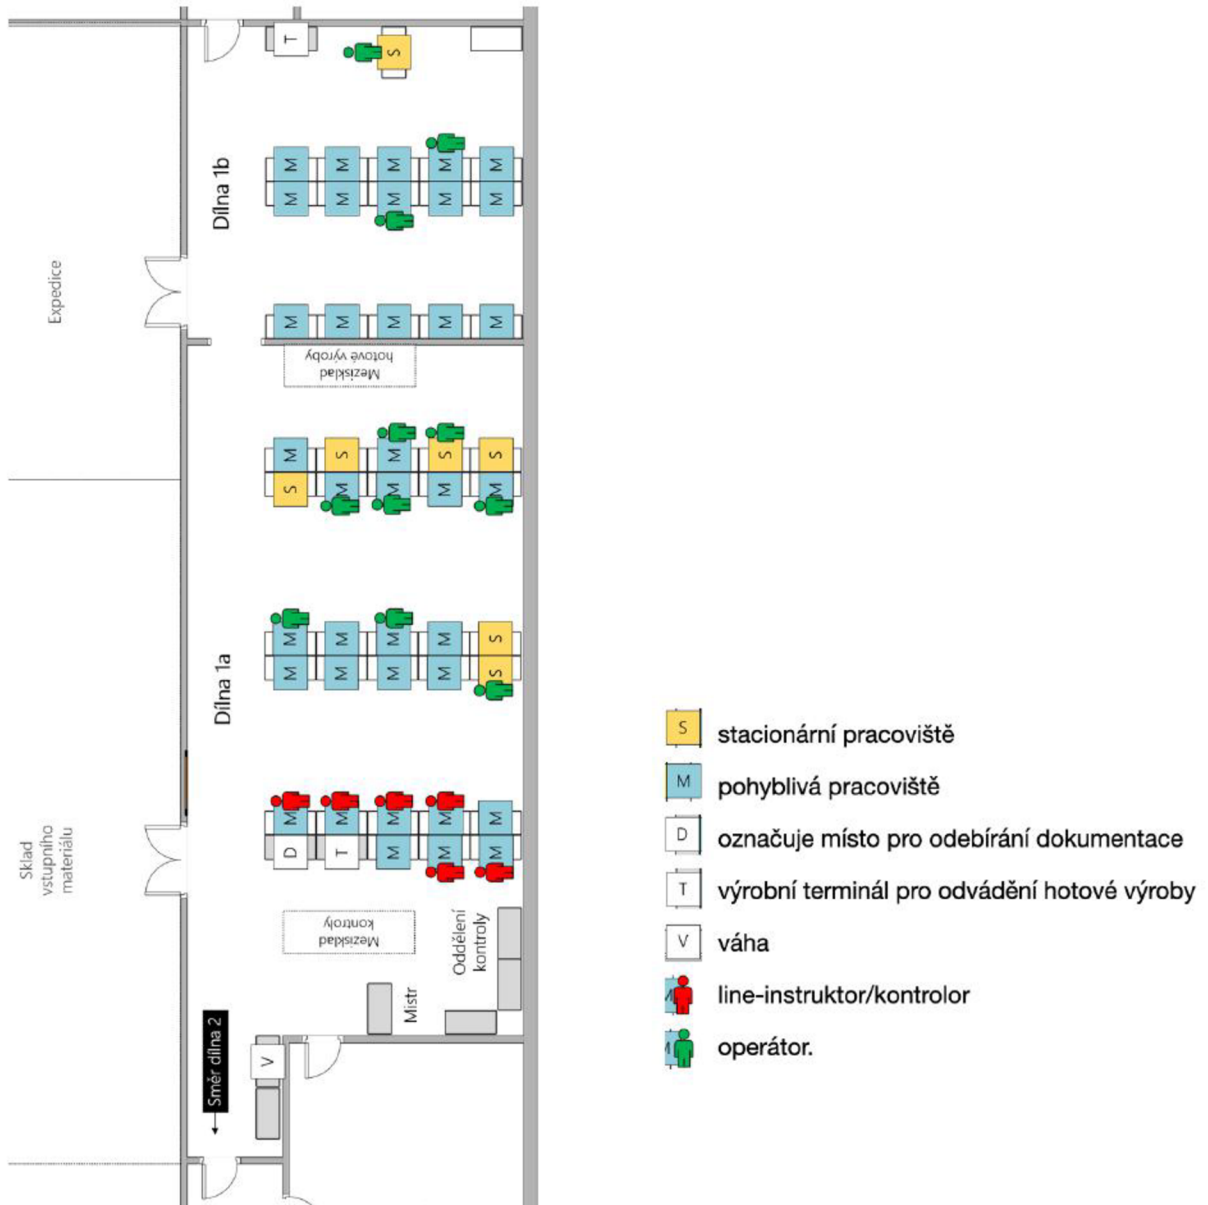 T
S
Dílna 1b
M M M M M
M M M M M
Expedice
M M M M M
Mezisklad
hotové výroby
M S M S S
S M M M M
Dílna 1a
M M M M S
M M M M S
M M M M M
D T M M M
Sklad
vstupního
materiálu
Mezisklad
kontroly
Oddělení
kontroly
Mistr
Směr dílna 2
V
S stacionární pracoviště
M pohyblivá pracoviště
D označuje místo pro odebírání dokumentace
T výrobní terminál pro odvádění hotové výroby
V váha
M line-instruktor/kontrolor
M operátor.